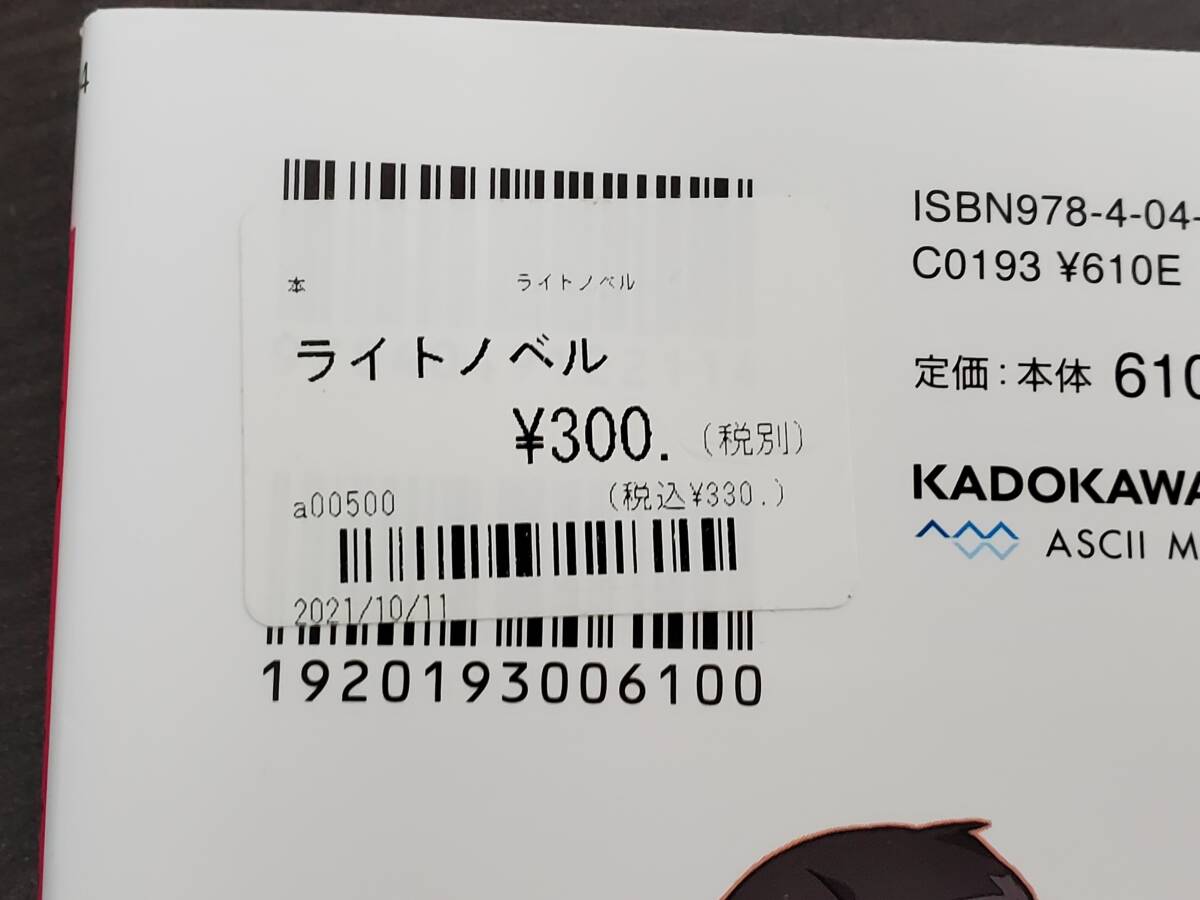 4
本 ライトノベル
ライトノベル
¥300. (税別)
a00500 (税込¥330.)
2021/10/11
1920193006100
ISBN978-4-04-
C0193 ¥610E
定価:本体 610
KADOKAWA
ASCII M